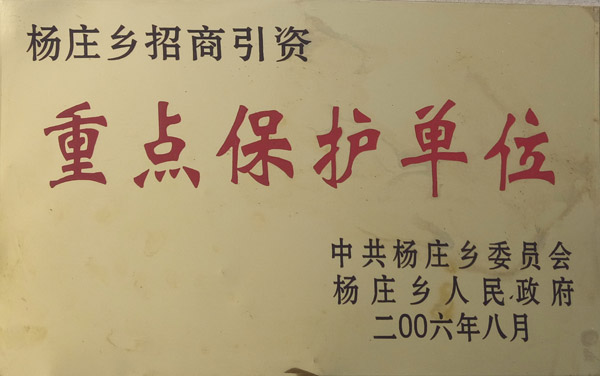 杨庄乡招商引资
重点保护单位
中共杨庄乡委员会
杨庄乡人民政府
二00六年八月